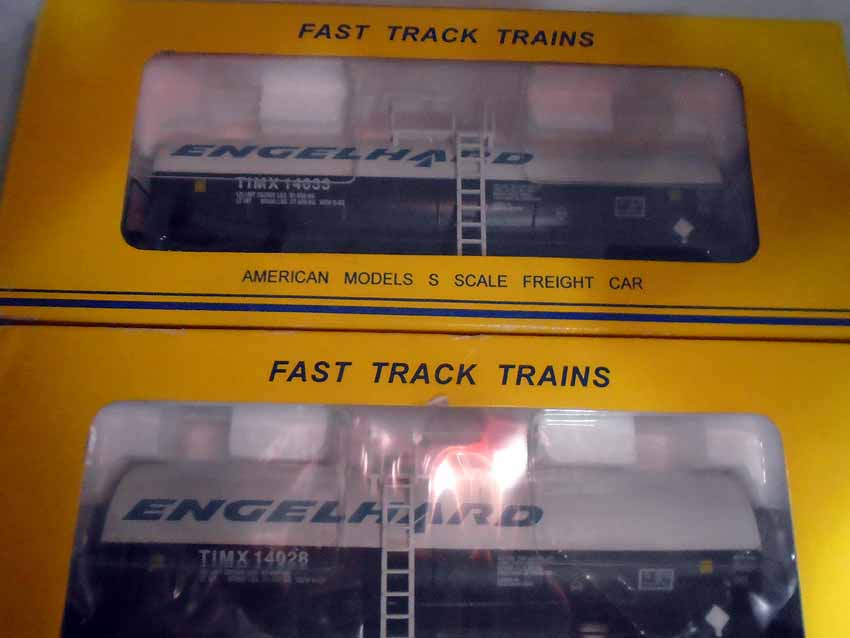 FAST TRACK TRAINS
ENGELHARD
TIMX 14033
AMERICAN MODELS S SCALE FREIGHT CAR
FAST TRACK TRAINS
ENGELHARD
TIMX 14028